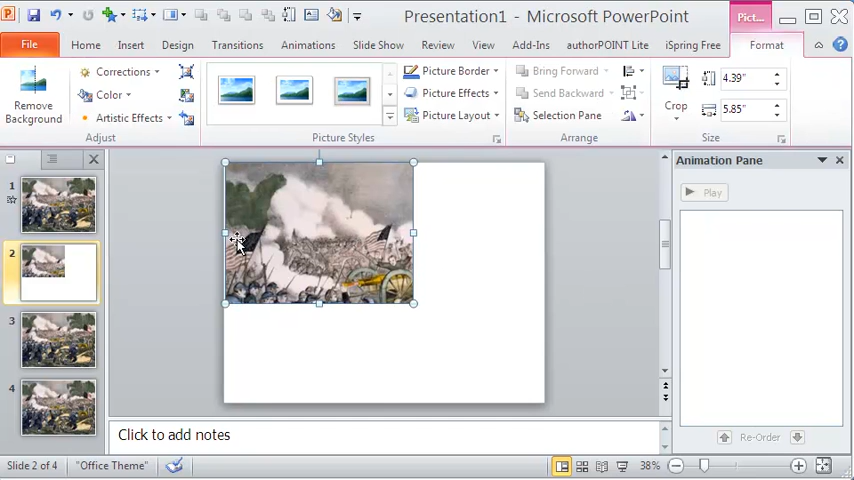 Presentation1 - Microsoft PowerPoint
Pict...
File
Home
Insert
Design
Transitions
Animations
Slide Show
Review
View
Add-Ins
authorPOINT Lite
iSpring Free
Format
Remove
Background
Corrections
Color
Artistic Effects
Adjust
Picture Border
Picture Effects
Picture Layout
Picture Styles
Bring Forward
Send Backward
Selection Pane
Arrange
Crop
4.39"
5.85"
Size
1
2
3
4
Animation Pane
Play
Re-Order
Click to add notes
Slide 2 of 4
"Office Theme"
38%